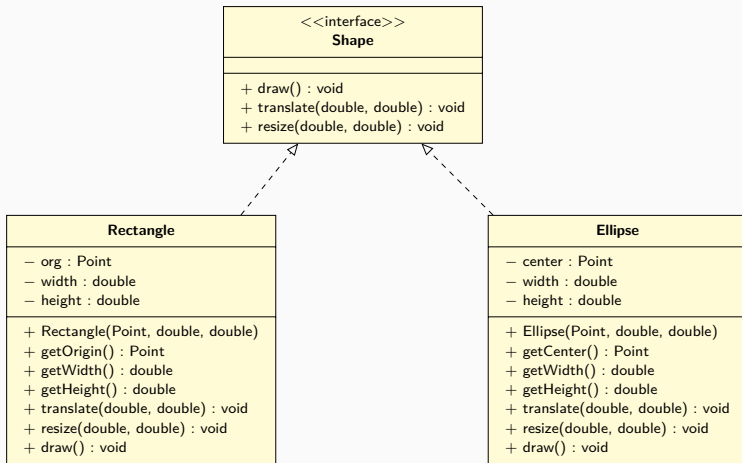 <<interface>>
Shape
+ draw() : void
+ translate(double, double) : void
+ resize(double, double) : void
Rectangle
− org : Point
− width : double
− height : double
+ Rectangle(Point, double, double)
+ getOrigin() : Point
+ getWidth() : double
+ getHeight() : double
+ translate(double, double) : void
+ resize(double, double) : void
+ draw() : void
Ellipse
− center : Point
− width : double
− height : double
+ Ellipse(Point, double, double)
+ getCenter() : Point
+ getWidth() : double
+ getHeight() : double
+ translate(double, double) : void
+ resize(double, double) : void
+ draw() : void